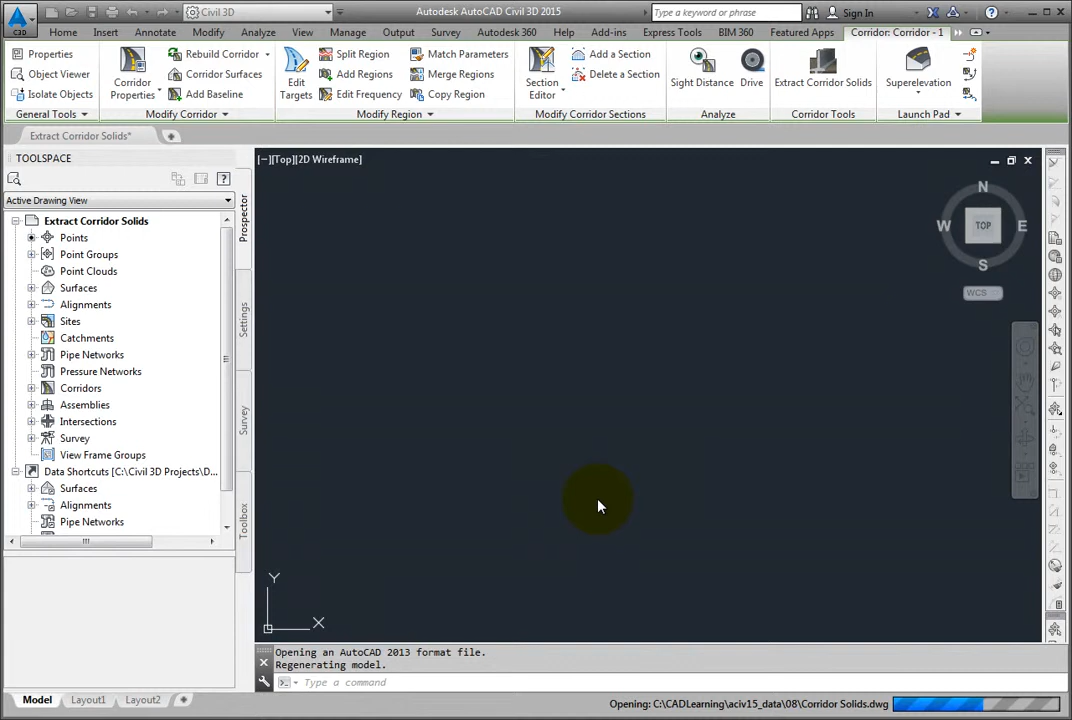 Civil 3D
Autodesk AutoCAD Civil 3D 2015
Type a keyword or phrase
Sign In
C3D
Home Insert Annotate Modify Analyze View Manage Output Survey Autodesk 360 Help Add-ins Express Tools BIM 360 Featured Apps Corridor: Corridor - 1
Properties
Object Viewer
Isolate Objects
General Tools
Corridor
Properties
Rebuild Corridor
Corridor Surfaces
Add Baseline
Modify Corridor
Edit
Targets
Split Region
Add Regions
Edit Frequency
Match Parameters
Merge Regions
Copy Region
Modify Region
Section
Editor
Add a Section
Delete a Section
Modify Corridor Sections
Sight Distance
Drive
Analyze
Extract Corridor Solids
Corridor Tools
Superelevation
Launch Pad
Extract Corridor Solids*
TOOLSPACE
Active Drawing View
Extract Corridor Solids
Points
Point Groups
Point Clouds
Surfaces
Alignments
Sites
Catchments
Pipe Networks
Pressure Networks
Corridors
Assemblies
Intersections
Survey
View Frame Groups
Data Shortcuts [C:\Civil 3D Projects\D...
Surfaces
Alignments
Pipe Networks
Prospector
Settings
Survey
Toolbox
[−][Top][2D Wireframe]
N
W
TOP
E
S
WCS
Y
X
Opening an AutoCAD 2013 format file.
Regenerating model.
Type a command
Model Layout1 Layout2
Opening: C:\CADLearning\aciv15_data\08\Corridor Solids.dwg